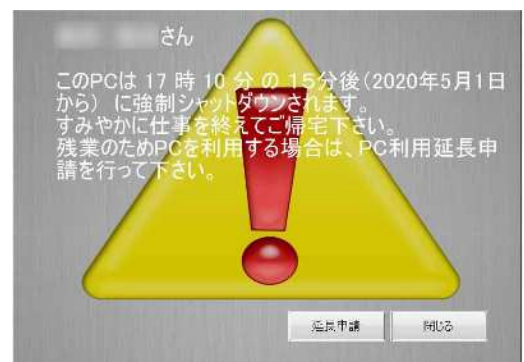 さん
このPCは 17 時 10 分 の 15分後(2020年5月1日
から) に強制シャットダウンされます。
すみやかに仕事を終えてご帰宅下さい。
残業のためPCを利用する場合は、PC利用延長申
請を行って下さい。
延長申請
閉じる